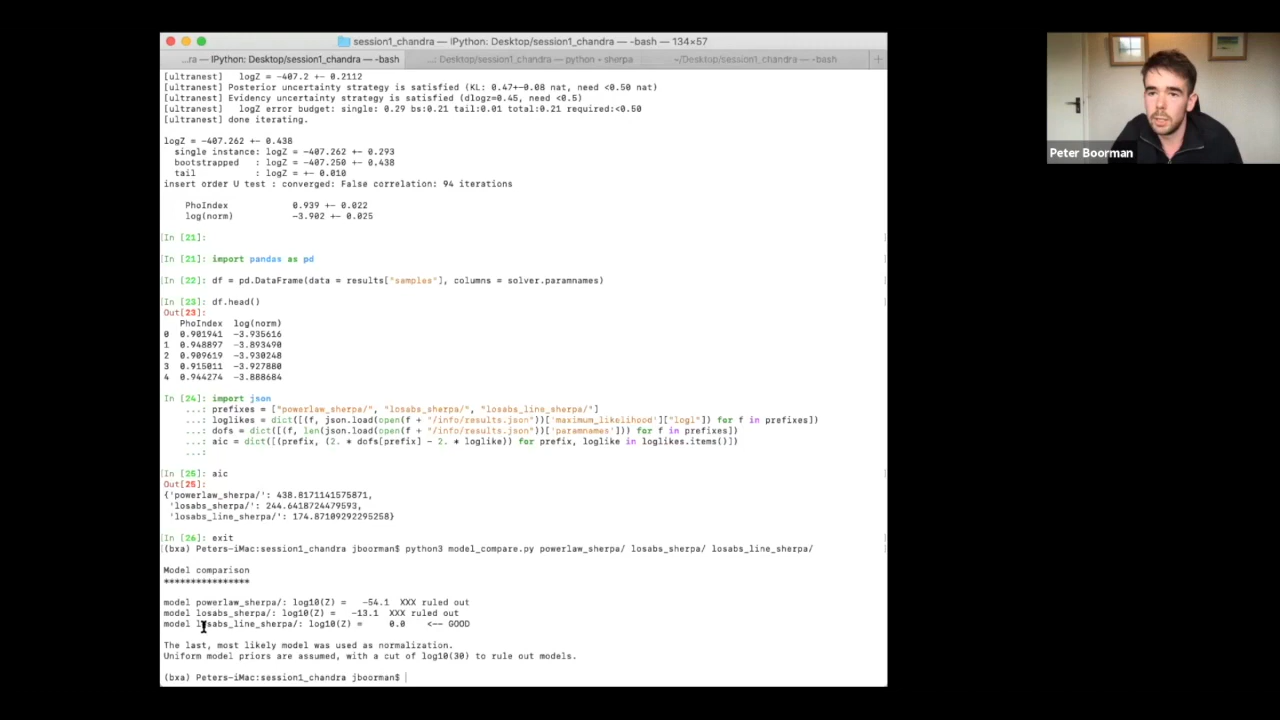 session1_chandra — IPython: Desktop/session1_chandra — -bash — 134×57
...ra — IPython: Desktop/session1_chandra — -bash
...: Desktop/session1_chandra — python • sherpa
~/Desktop/session1_chandra — -bash
+
[ultranest]   logZ = -407.2 +- 0.2112
[ultranest] Posterior uncertainty strategy is satisfied (KL: 0.47+-0.08 nat, need <0.50 nat)
[ultranest] Evidency uncertainty strategy is satisfied (dlogz=0.45, need <0.5)
[ultranest]   logZ error budget: single: 0.29 bs:0.21 tail:0.01 total:0.21 required:<0.50
[ultranest] done iterating.
logZ = -407.262 +- 0.438
  single instance: logZ = -407.262 +- 0.293
  bootstrapped   : logZ = -407.250 +- 0.438
  tail           : logZ = +- 0.010
insert order U test : converged: False correlation: 94 iterations
    PhoIndex            0.939 +- 0.022
    log(norm)           -3.902 +- 0.025
[In [21]:
[In [21]: import pandas as pd
[In [22]: df = pd.DataFrame(data = results["samples"], columns = solver.paramnames)
[In [23]: df.head()
Out[23]:
   PhoIndex  log(norm)
0  0.901941  -3.935616
1  0.948897  -3.893490
2  0.909619  -3.930248
3  0.915011  -3.927880
4  0.944274  -3.888684
[In [24]: import json
    ...: prefixes = ["powerlaw_sherpa/", "losabs_sherpa/", "losabs_line_sherpa/"]
    ...: loglikes = dict([(f, json.load(open(f + "/info/results.json"))['maximum_likelihood']["logl"]) for f in prefixes])
    ...: dofs = dict([(f, len(json.load(open(f + "/info/results.json"))['paramnames'])) for f in prefixes])
    ...: aic = dict([(prefix, (2. * dofs[prefix] - 2. * loglike)) for prefix, loglike in loglikes.items()])
    ...:
[In [25]: aic
Out[25]:
{'powerlaw_sherpa/': 438.8171141575871,
 'losabs_sherpa/': 244.6418724479593,
 'losabs_line_sherpa/': 174.87109292295258}
[In [26]: exit
[(bxa) Peters-iMac:session1_chandra jboorman$ python3 model_compare.py powerlaw_sherpa/ losabs_sherpa/ losabs_line_sherpa/
Model comparison
****************
model powerlaw_sherpa/: log10(Z) =   -54.1  XXX ruled out
model losabs_sherpa/: log10(Z) =   -13.1  XXX ruled out
model losabs_line_sherpa/: log10(Z) =     0.0    <-- GOOD
The last, most likely model was used as normalization.
Uniform model priors are assumed, with a cut of log10(30) to rule out models.
(bxa) Peters-iMac:session1_chandra jboorman$
Peter Boorman